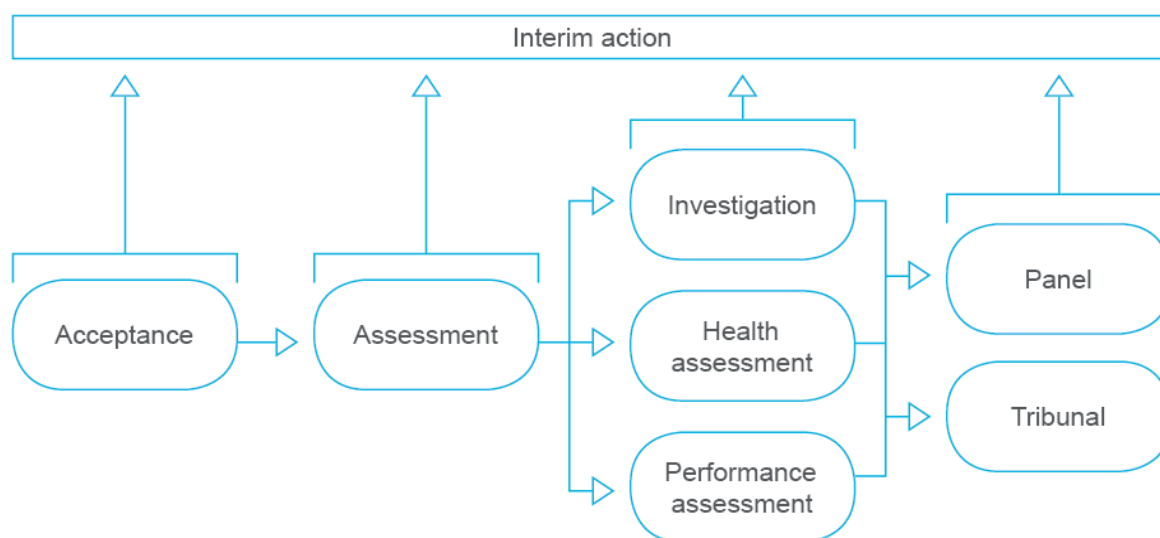 Interim action
Acceptance
Assessment
Investigation
Health
assessment
Performance
assessment
Panel
Tribunal